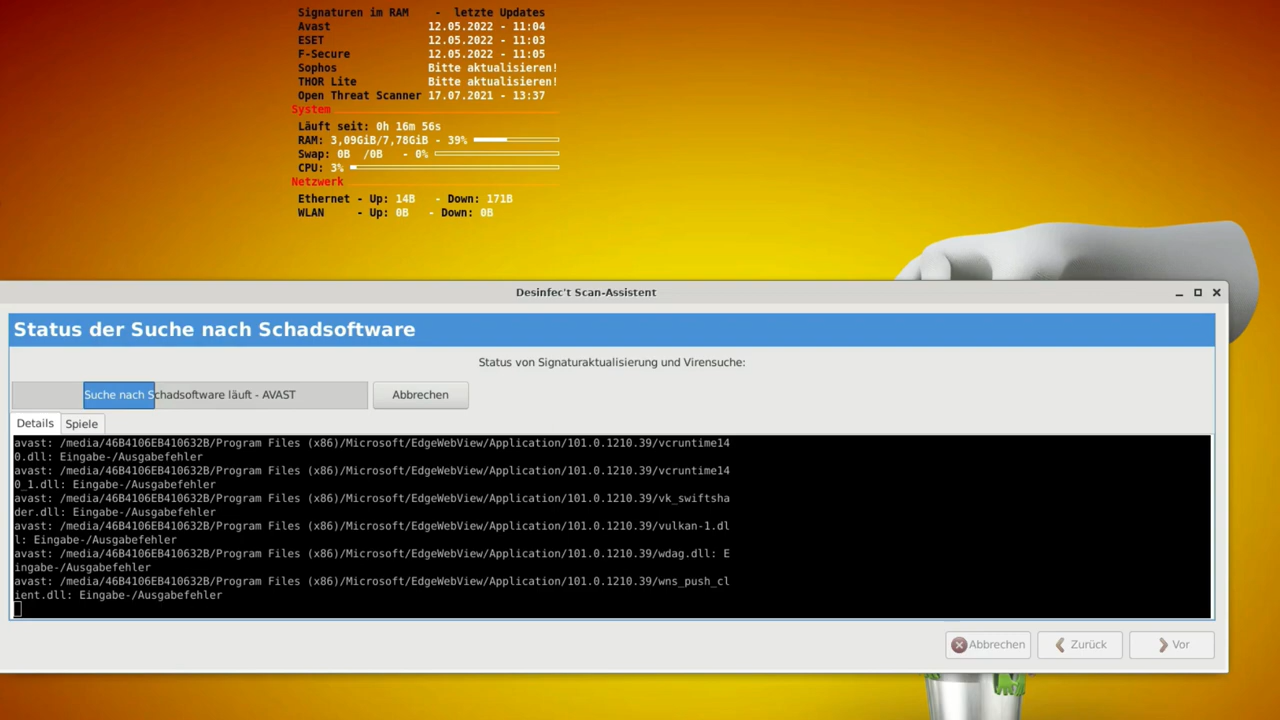 Signaturen im RAM - letzte Updates
Avast 12.05.2022 - 11:04
ESET 12.05.2022 - 11:03
F-Secure 12.05.2022 - 11:05
Sophos Bitte aktualisieren!
THOR Lite Bitte aktualisieren!
Open Threat Scanner 17.07.2021 - 13:37
System
Läuft seit: 0h 16m 56s
RAM: 3,09GiB/7,78GiB - 39%
Swap: 0B /0B - 0%
CPU: 3%
Netzwerk
Ethernet - Up: 14B - Down: 171B
WLAN - Up: 0B - Down: 0B
Desinfec't Scan-Assistent
Status der Suche nach Schadsoftware
Status von Signaturaktualisierung und Virensuche:
Suche nach Schadsoftware läuft - AVAST Abbrechen
Details Spiele
avast: /media/46B4106EB410632B/Program Files (x86)/Microsoft/EdgeWebView/Application/101.0.1210.39/vcruntime14
0.dll: Eingabe-/Ausgabefehler
avast: /media/46B4106EB410632B/Program Files (x86)/Microsoft/EdgeWebView/Application/101.0.1210.39/vcruntime14
0_1.dll: Eingabe-/Ausgabefehler
avast: /media/46B4106EB410632B/Program Files (x86)/Microsoft/EdgeWebView/Application/101.0.1210.39/vk_swiftsha
der.dll: Eingabe-/Ausgabefehler
avast: /media/46B4106EB410632B/Program Files (x86)/Microsoft/EdgeWebView/Application/101.0.1210.39/vulkan-1.dl
l: Eingabe-/Ausgabefehler
avast: /media/46B4106EB410632B/Program Files (x86)/Microsoft/EdgeWebView/Application/101.0.1210.39/wdag.dll: E
ingabe-/Ausgabefehler
avast: /media/46B4106EB410632B/Program Files (x86)/Microsoft/EdgeWebView/Application/101.0.1210.39/wns_push_cl
ient.dll: Eingabe-/Ausgabefehler
Abbrechen Zurück Vor